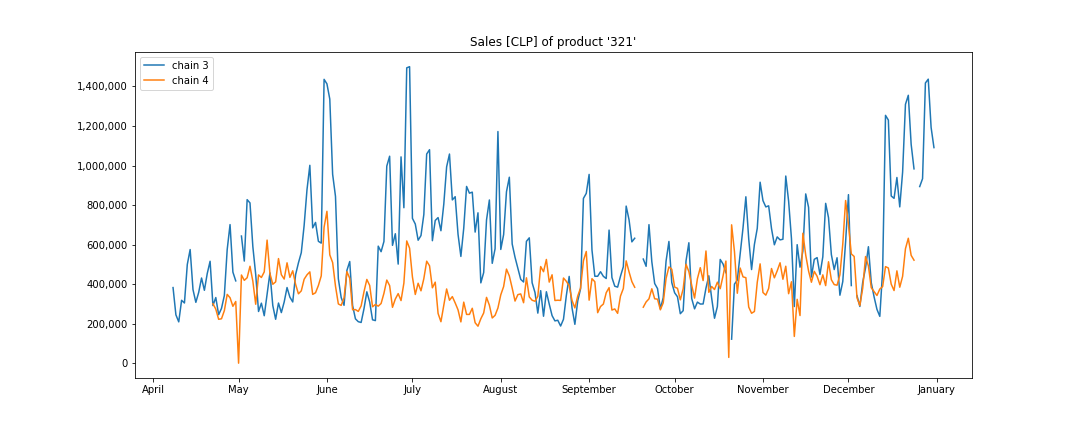 Sales [CLP] of product '321'
chain 3
chain 4
1,400,000
1,200,000
1,000,000
800,000
600,000
400,000
200,000
0
April May June July August September October November December January